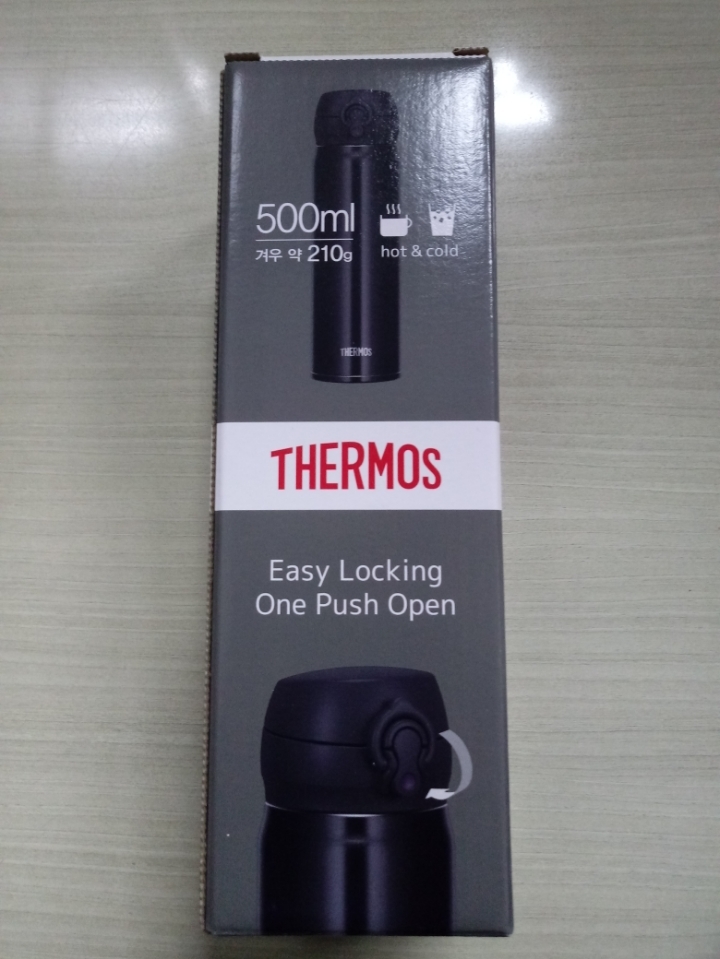 500ml
겨우 약 210g
hot & cold
THERMOS
THERMOS
Easy Locking
One Push Open